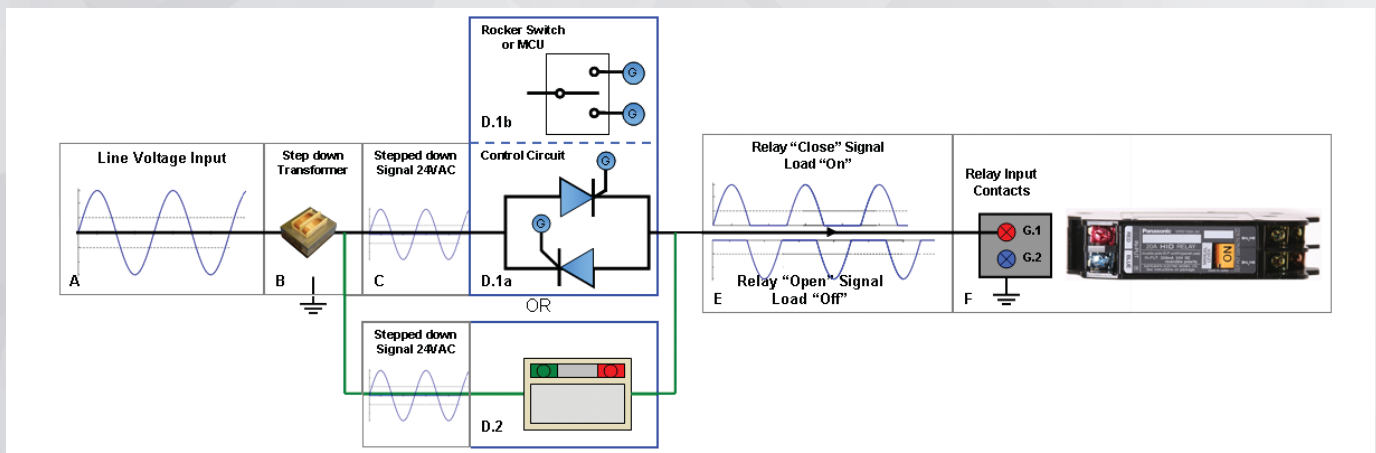 Rocker Switch
or MCU
G
G
D.1b
Line Voltage Input
A
Step down
Transformer
B
Stepped down
Signal 24VAC
C
Control Circuit
G
G
D.1a
OR
Stepped down
Signal 24VAC
D.2
Relay "Close" Signal
Load "On"
Relay "Open" Signal
Load "Off"
E
Relay Input
Contacts
G.1
G.2
F
Panasonic
20A HID RELAY
RED
BLUE
ON